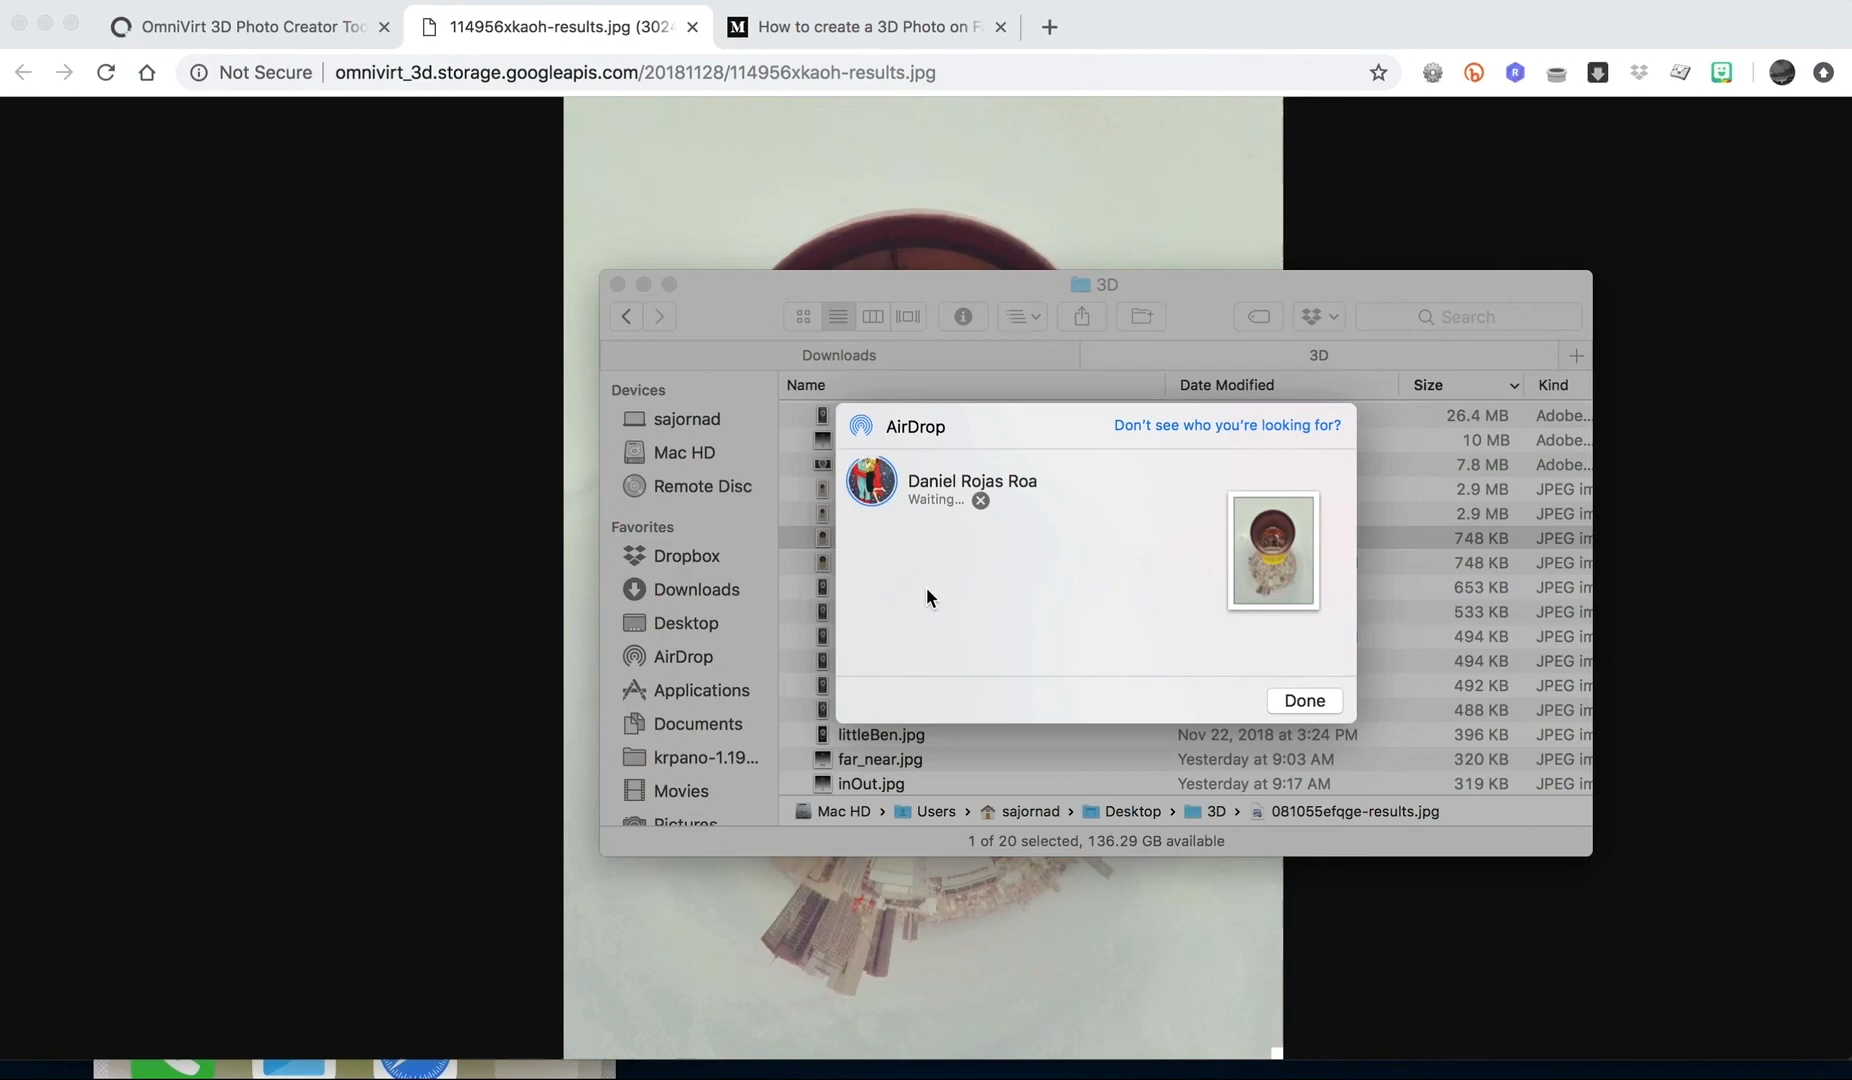 OmniVirt 3D Photo Creator Too
114956xkaoh-results.jpg (302
How to create a 3D Photo on F
Not Secure
omnivirt_3d.storage.googleapis.com/20181128/114956xkaoh-results.jpg
3D
Search
Downloads
3D
Devices
sajornad
Mac HD
Remote Disc
Favorites
Dropbox
Downloads
Desktop
AirDrop
Applications
Documents
krpano-1.19...
Movies
Pictures
Name Date Modified Size Kind
26.4 MB Adobe...
10 MB Adobe...
7.8 MB Adobe...
2.9 MB JPEG im
2.9 MB JPEG im
748 KB JPEG im
748 KB JPEG im
653 KB JPEG im
533 KB JPEG im
494 KB JPEG im
494 KB JPEG im
492 KB JPEG im
488 KB JPEG im
littleBen.jpg Nov 22, 2018 at 3:24 PM 396 KB JPEG im
far_near.jpg Yesterday at 9:03 AM 320 KB JPEG im
inOut.jpg Yesterday at 9:17 AM 319 KB JPEG im
AirDrop
Don't see who you're looking for?
Daniel Rojas Roa
Waiting...
Done
Mac HD › Users › sajornad › Desktop › 3D › 081055efqge-results.jpg
1 of 20 selected, 136.29 GB available